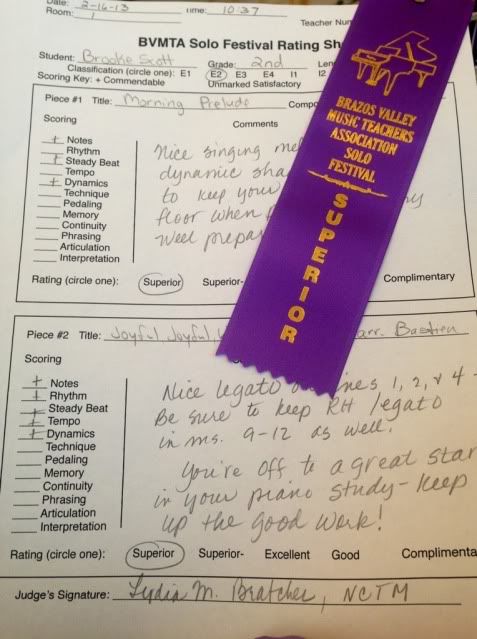 Date: 2-16-13 Time: 10:37
Room: 1
Teacher Num
BVMTA Solo Festival Rating Sh
Student: Brooke Scott Grade: 2nd Len
Classification (circle one): E1 E2 E3 E4 I1 I2
Scoring Key: + Commendable Unmarked Satisfactory
Piece #1 Title: Morning Prelude Compo
Scoring Comments
+ Notes
Rhythm
+ Steady Beat
Tempo
+ Dynamics
Technique
Pedaling
Memory
Continuity
Phrasing
Articulation
Interpretation
Nice singing mel
dynamic sha
to keep your
floor when
Well prepa
Rating (circle one): Superior Superior- Complimentary
Piece #2 Title: Joyful Joyful arr. Bastien
Scoring
+ Notes
+ Rhythm
+ Steady Beat
+ Tempo
+ Dynamics
Technique
Pedaling
Memory
Continuity
Phrasing
Articulation
Interpretation
Nice legato lines 1, 2, & 4 -
Be sure to keep RH legato
in ms. 9-12 as well.
You're off to a great star
in your piano study - keep
up the good work!
Rating (circle one): Superior Superior- Excellent Good Complimenta
Judge's Signature: Lydia M. Bratcher, NCTM
BRAZOS VALLEY
MUSIC TEACHERS
ASSOCIATION
SOLO
FESTIVAL
SUPERIOR